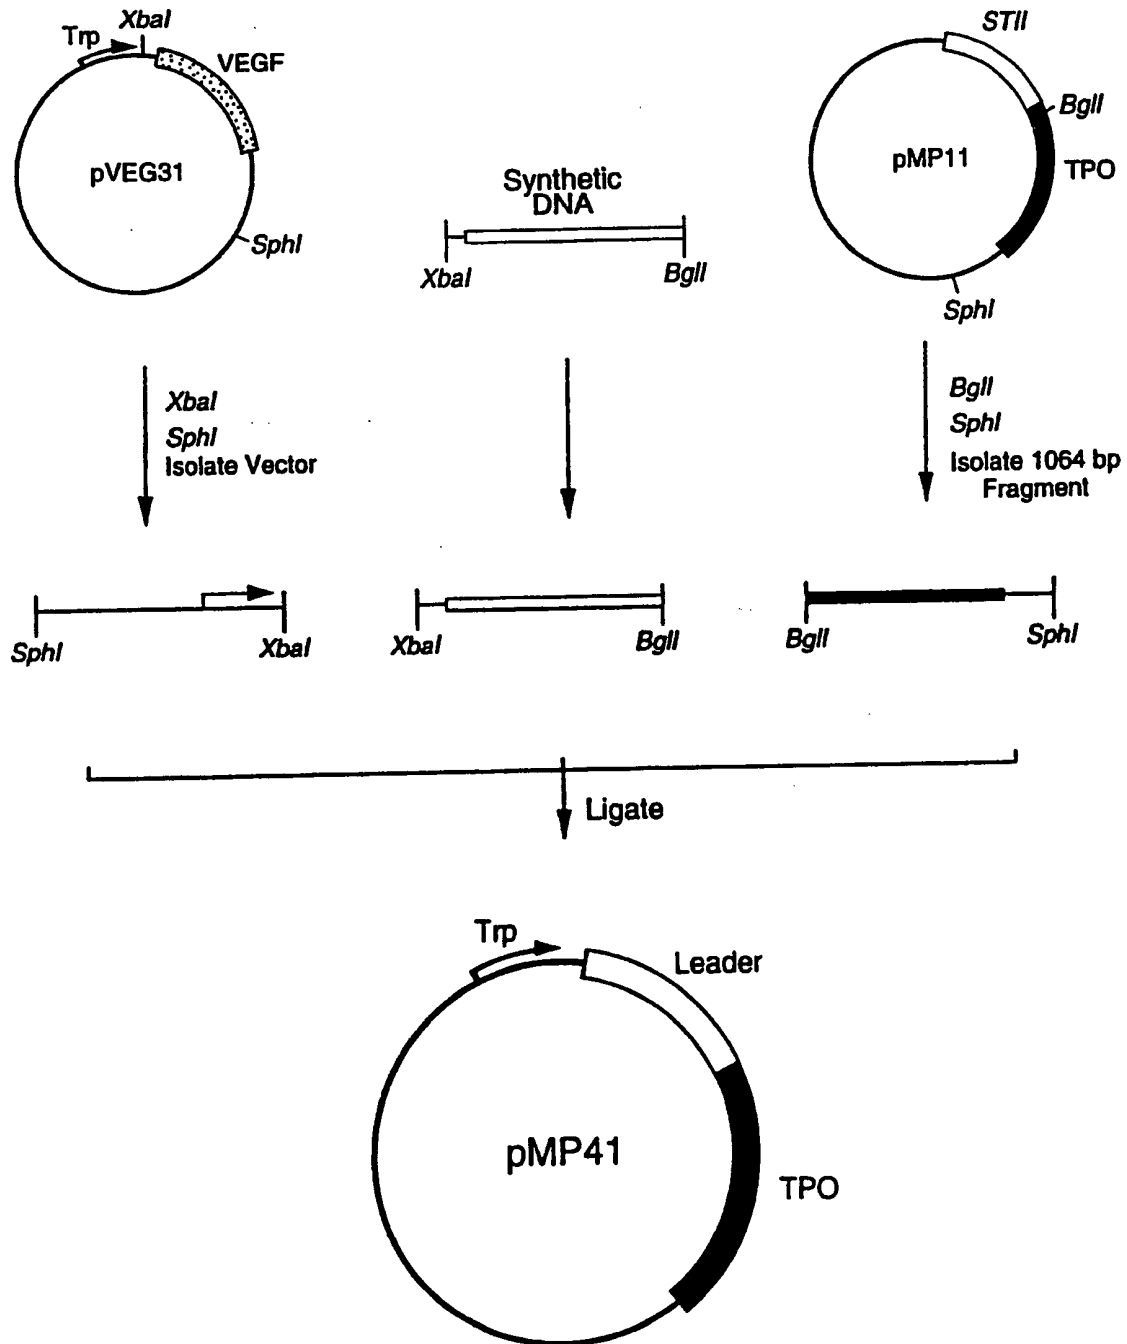 XbaI
Trp
VEGF
pVEG31
SphI
Synthetic
DNA
XbaI
BglI
STII
BglI
pMP11
TPO
SphI
XbaI
SphI
Isolate Vector
BglI
SphI
Isolate 1064 bp
Fragment
SphI
XbaI
XbaI
BglI
BglI
SphI
Ligate
Trp
Leader
pMP41
TPO